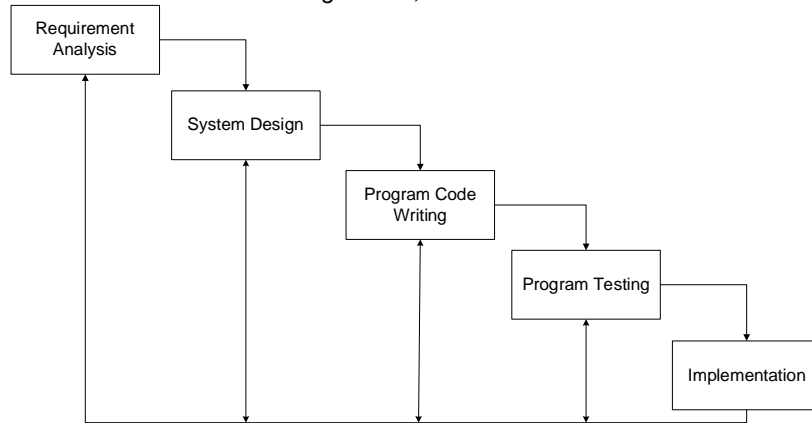 Requirement
Analysis
System Design
Program Code
Writing
Program Testing
Implementation